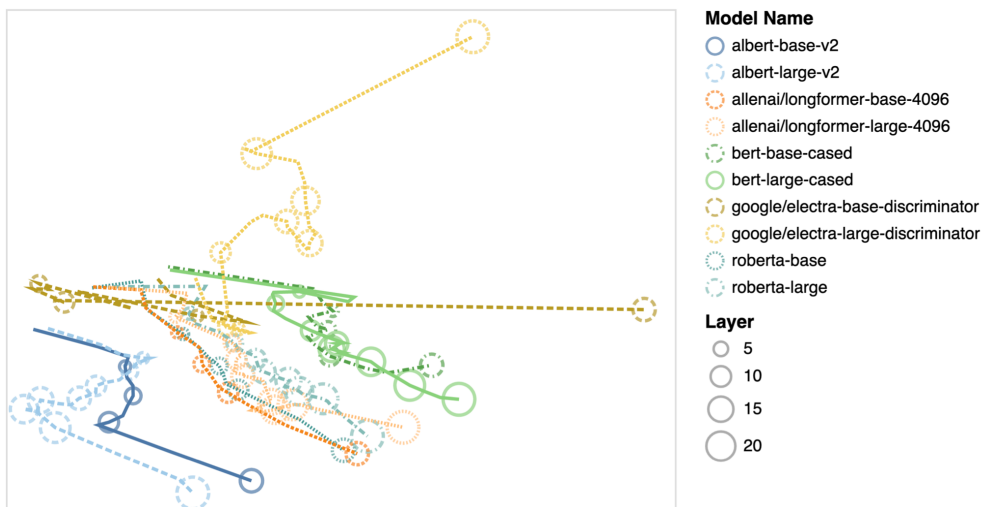 Model Name
albert-base-v2
albert-large-v2
allenai/longformer-base-4096
allenai/longformer-large-4096
bert-base-cased
bert-large-cased
google/electra-base-discriminator
google/electra-large-discriminator
roberta-base
roberta-large
Layer
5
10
15
20